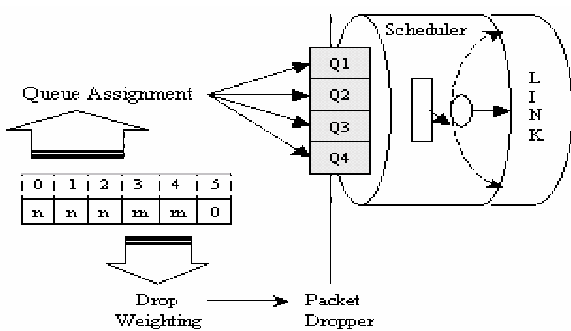 Scheduler
Q1
Q2
Q3
Q4
Queue Assignment
L
I
N
K
0 1 2 3 4 5
n n n m m 0
Drop
Weighting
Packet
Dropper